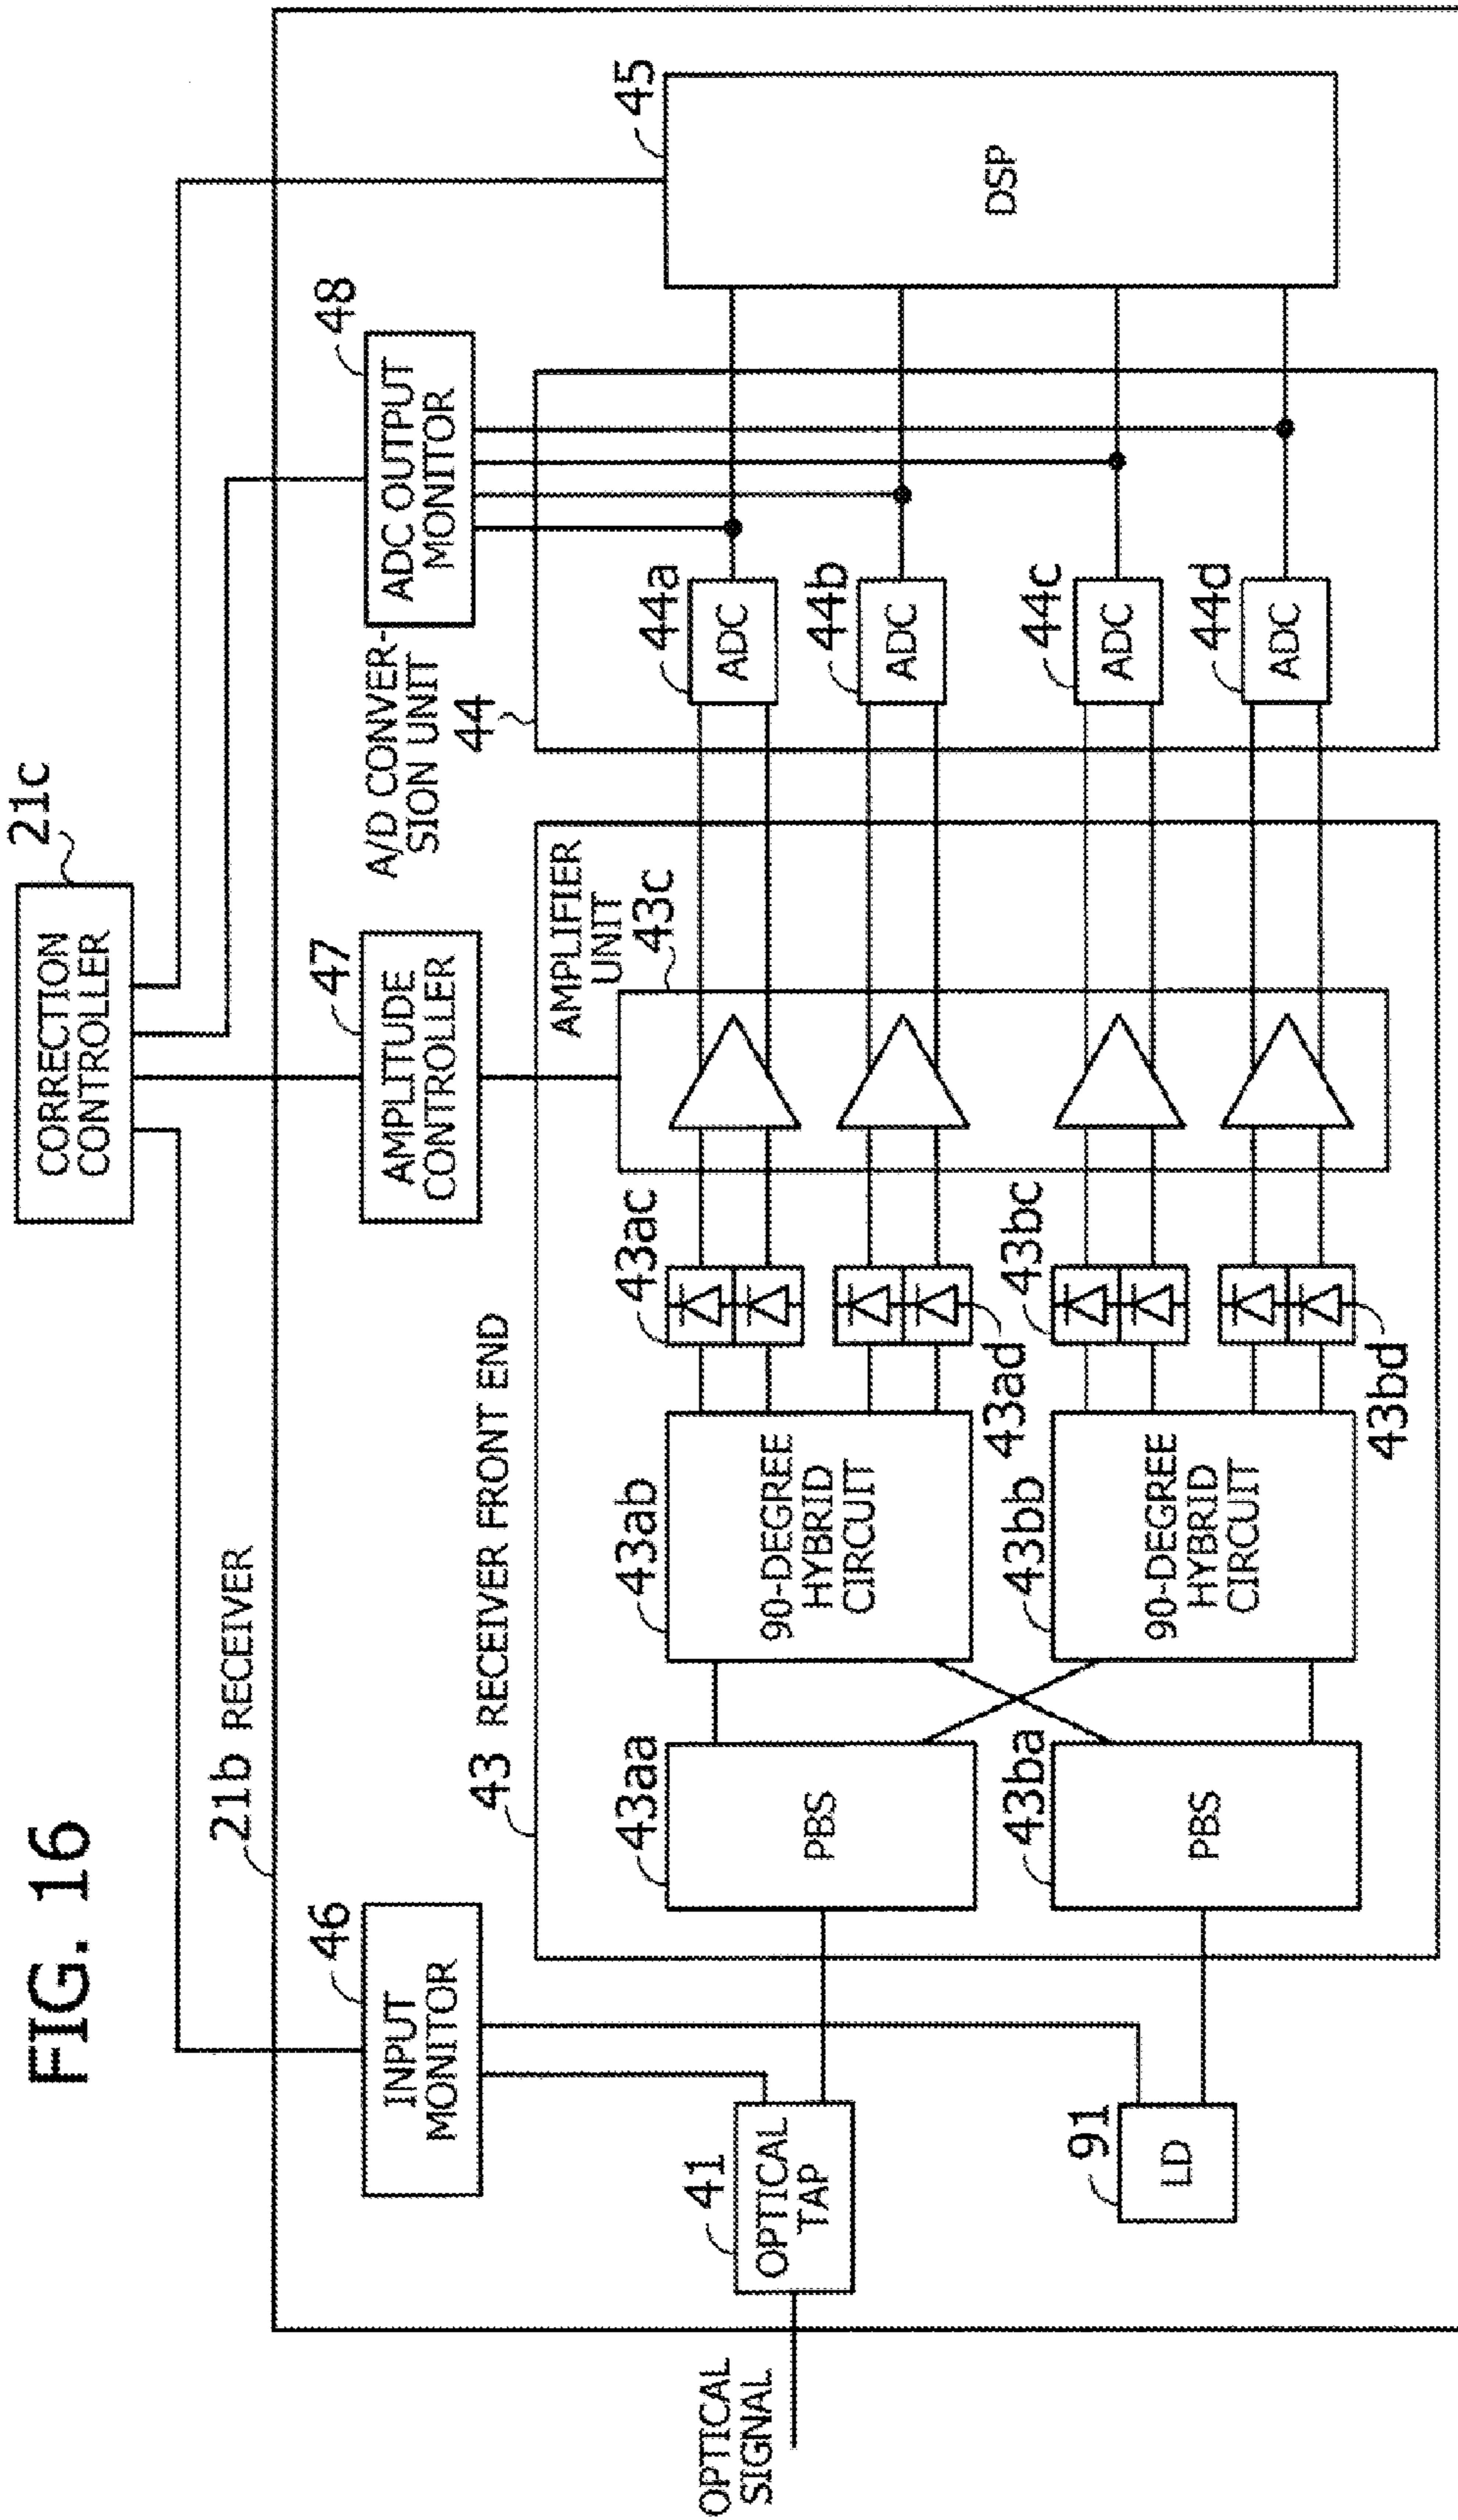 FIG. 16
21c
CORRECTION
CONTROLLER
21b RECEIVER
46
INPUT
MONITOR
47
AMPLITUDE
CONTROLLER
48
ADC OUTPUT
MONITOR
A/D CONVER-
SION UNIT
44
45
DSP
43 RECEIVER FRONT END
AMPLIFIER
UNIT
43c
OPTICAL
SIGNAL
41
OPTICAL
TAP
91
LD
43aa
PBS
43ba
PBS
43ab
90-DEGREE
HYBRID
CIRCUIT
43bb
90-DEGREE
HYBRID
CIRCUIT
43ac
43ad
43bc
43bd
44a
ADC
44b
ADC
44c
ADC
44d
ADC